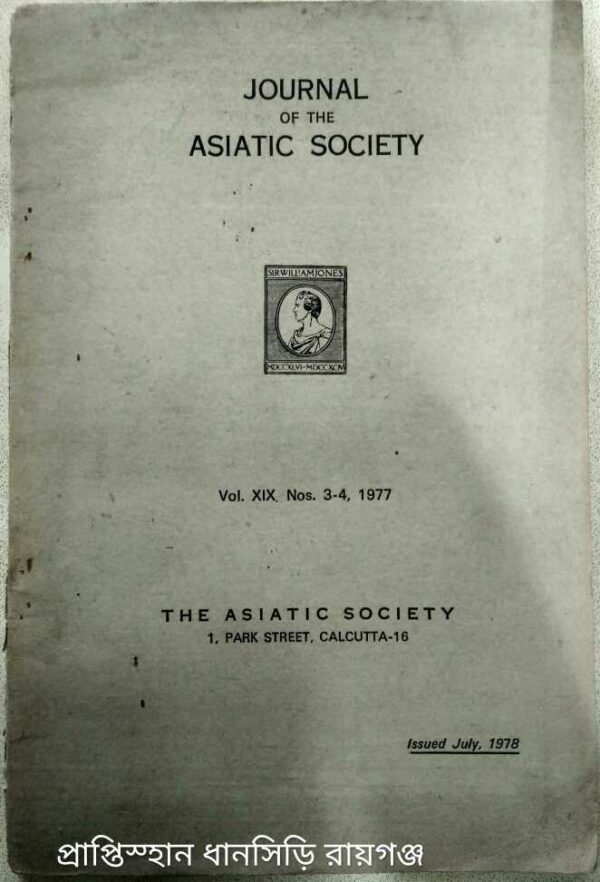 JOURNAL
OF THE
ASIATIC SOCIETY
SIR WILLIAM JONES
MDCCXLVI-MDCCXCIV
Vol. XIX, Nos. 3-4, 1977
THE ASIATIC SOCIETY
1, PARK STREET, CALCUTTA-16
Issued July, 1978
প্রাপ্তিস্হান ধানসিড়ি রায়গঞ্জ